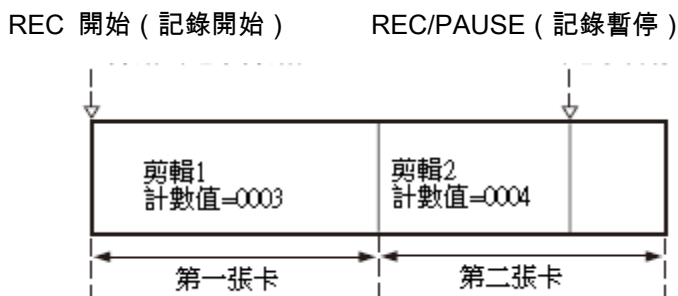 REC 開始（記錄開始） REC/PAUSE（記錄暫停）
剪輯1 剪輯2
計數值=0003 計數值=0004
第一張卡 第二張卡